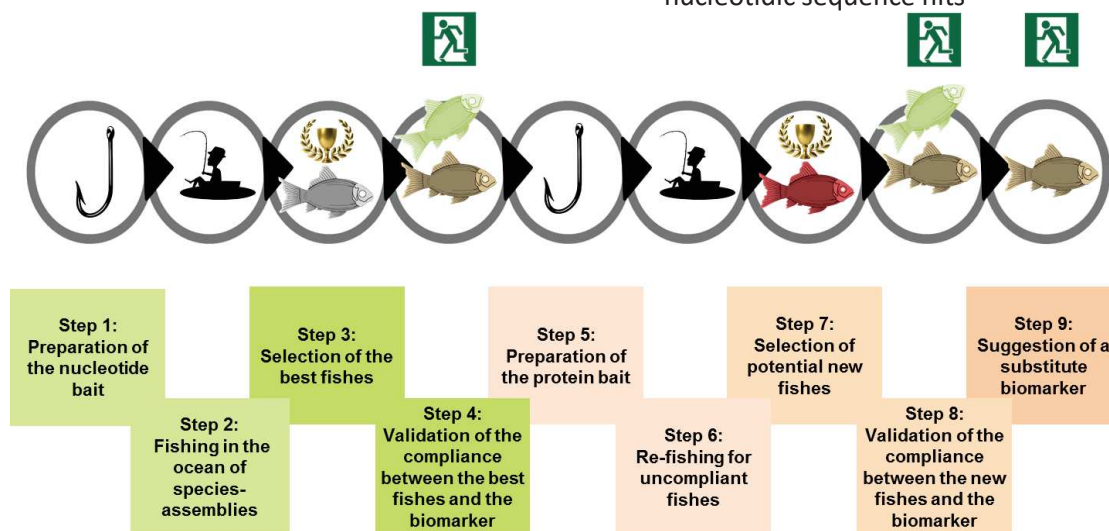 nucleotidic sequence hits
Step 1:
Preparation of
the nucleotide
bait
Step 2:
Fishing in the
ocean of
species-
assemblies
Step 3:
Selection of the
best fishes
Step 4:
Validation of the
compliance
between the best
fishes and the
biomarker
Step 5:
Preparation of
the protein bait
Step 6:
Re-fishing for
uncompliant
fishes
Step 7:
Selection of
potential new
fishes
Step 8:
Validation of the
compliance
between the new
fishes and the
biomarker
Step 9:
Suggestion of a
substitute
biomarker